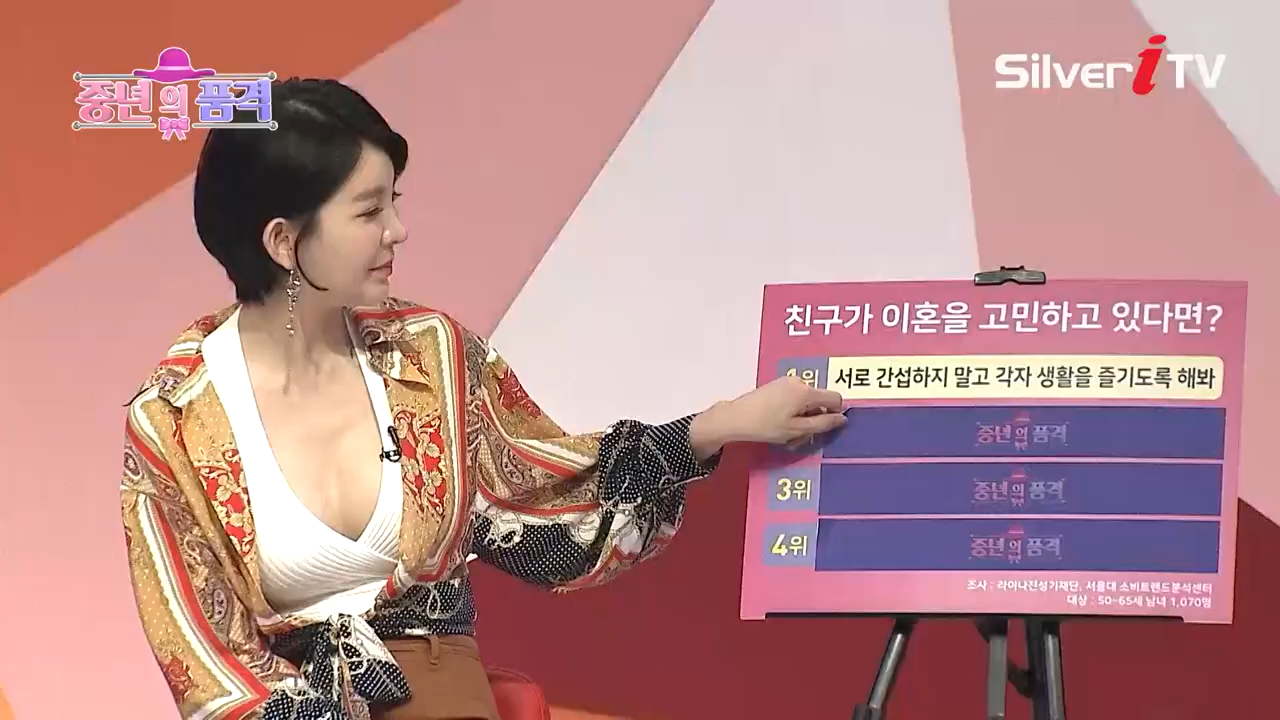 중년의 품격
Silver i TV
친구가 이혼을 고민하고 있다면?
1위 서로 간섭하지 말고 각자 생활을 즐기도록 해봐
중년의 품격
3위 중년의 품격
4위 중년의 품격
조사 : 라이나전성기재단, 서울대 소비트렌드분석센터
대상 : 50~65세 남녀 1,070명